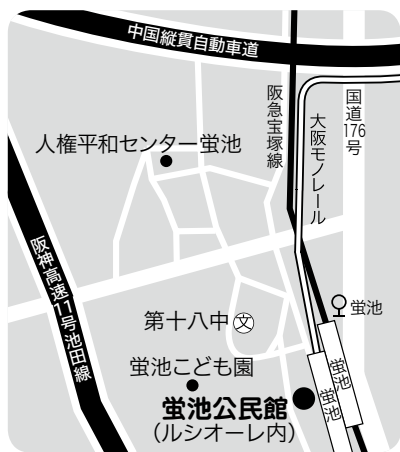 中国縦貫自動車道
阪急宝塚線
大阪モノレール
国道176号
人権平和センター蛍池
阪神高速11号池田線
蛍池
第十八中
文
蛍池こども園
蛍池
蛍池
蛍池公民館
(ルシオーレ内)